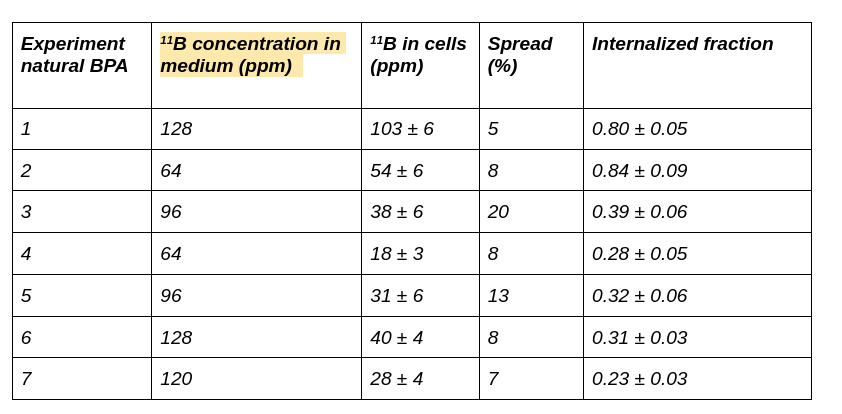 Experiment natural BPA | ¹¹B concentration in medium (ppm) | ¹¹B in cells (ppm) | Spread (%) | Internalized fraction
1 | 128 | 103 ± 6 | 5 | 0.80 ± 0.05
2 | 64 | 54 ± 6 | 8 | 0.84 ± 0.09
3 | 96 | 38 ± 6 | 20 | 0.39 ± 0.06
4 | 64 | 18 ± 3 | 8 | 0.28 ± 0.05
5 | 96 | 31 ± 6 | 13 | 0.32 ± 0.06
6 | 128 | 40 ± 4 | 8 | 0.31 ± 0.03
7 | 120 | 28 ± 4 | 7 | 0.23 ± 0.03